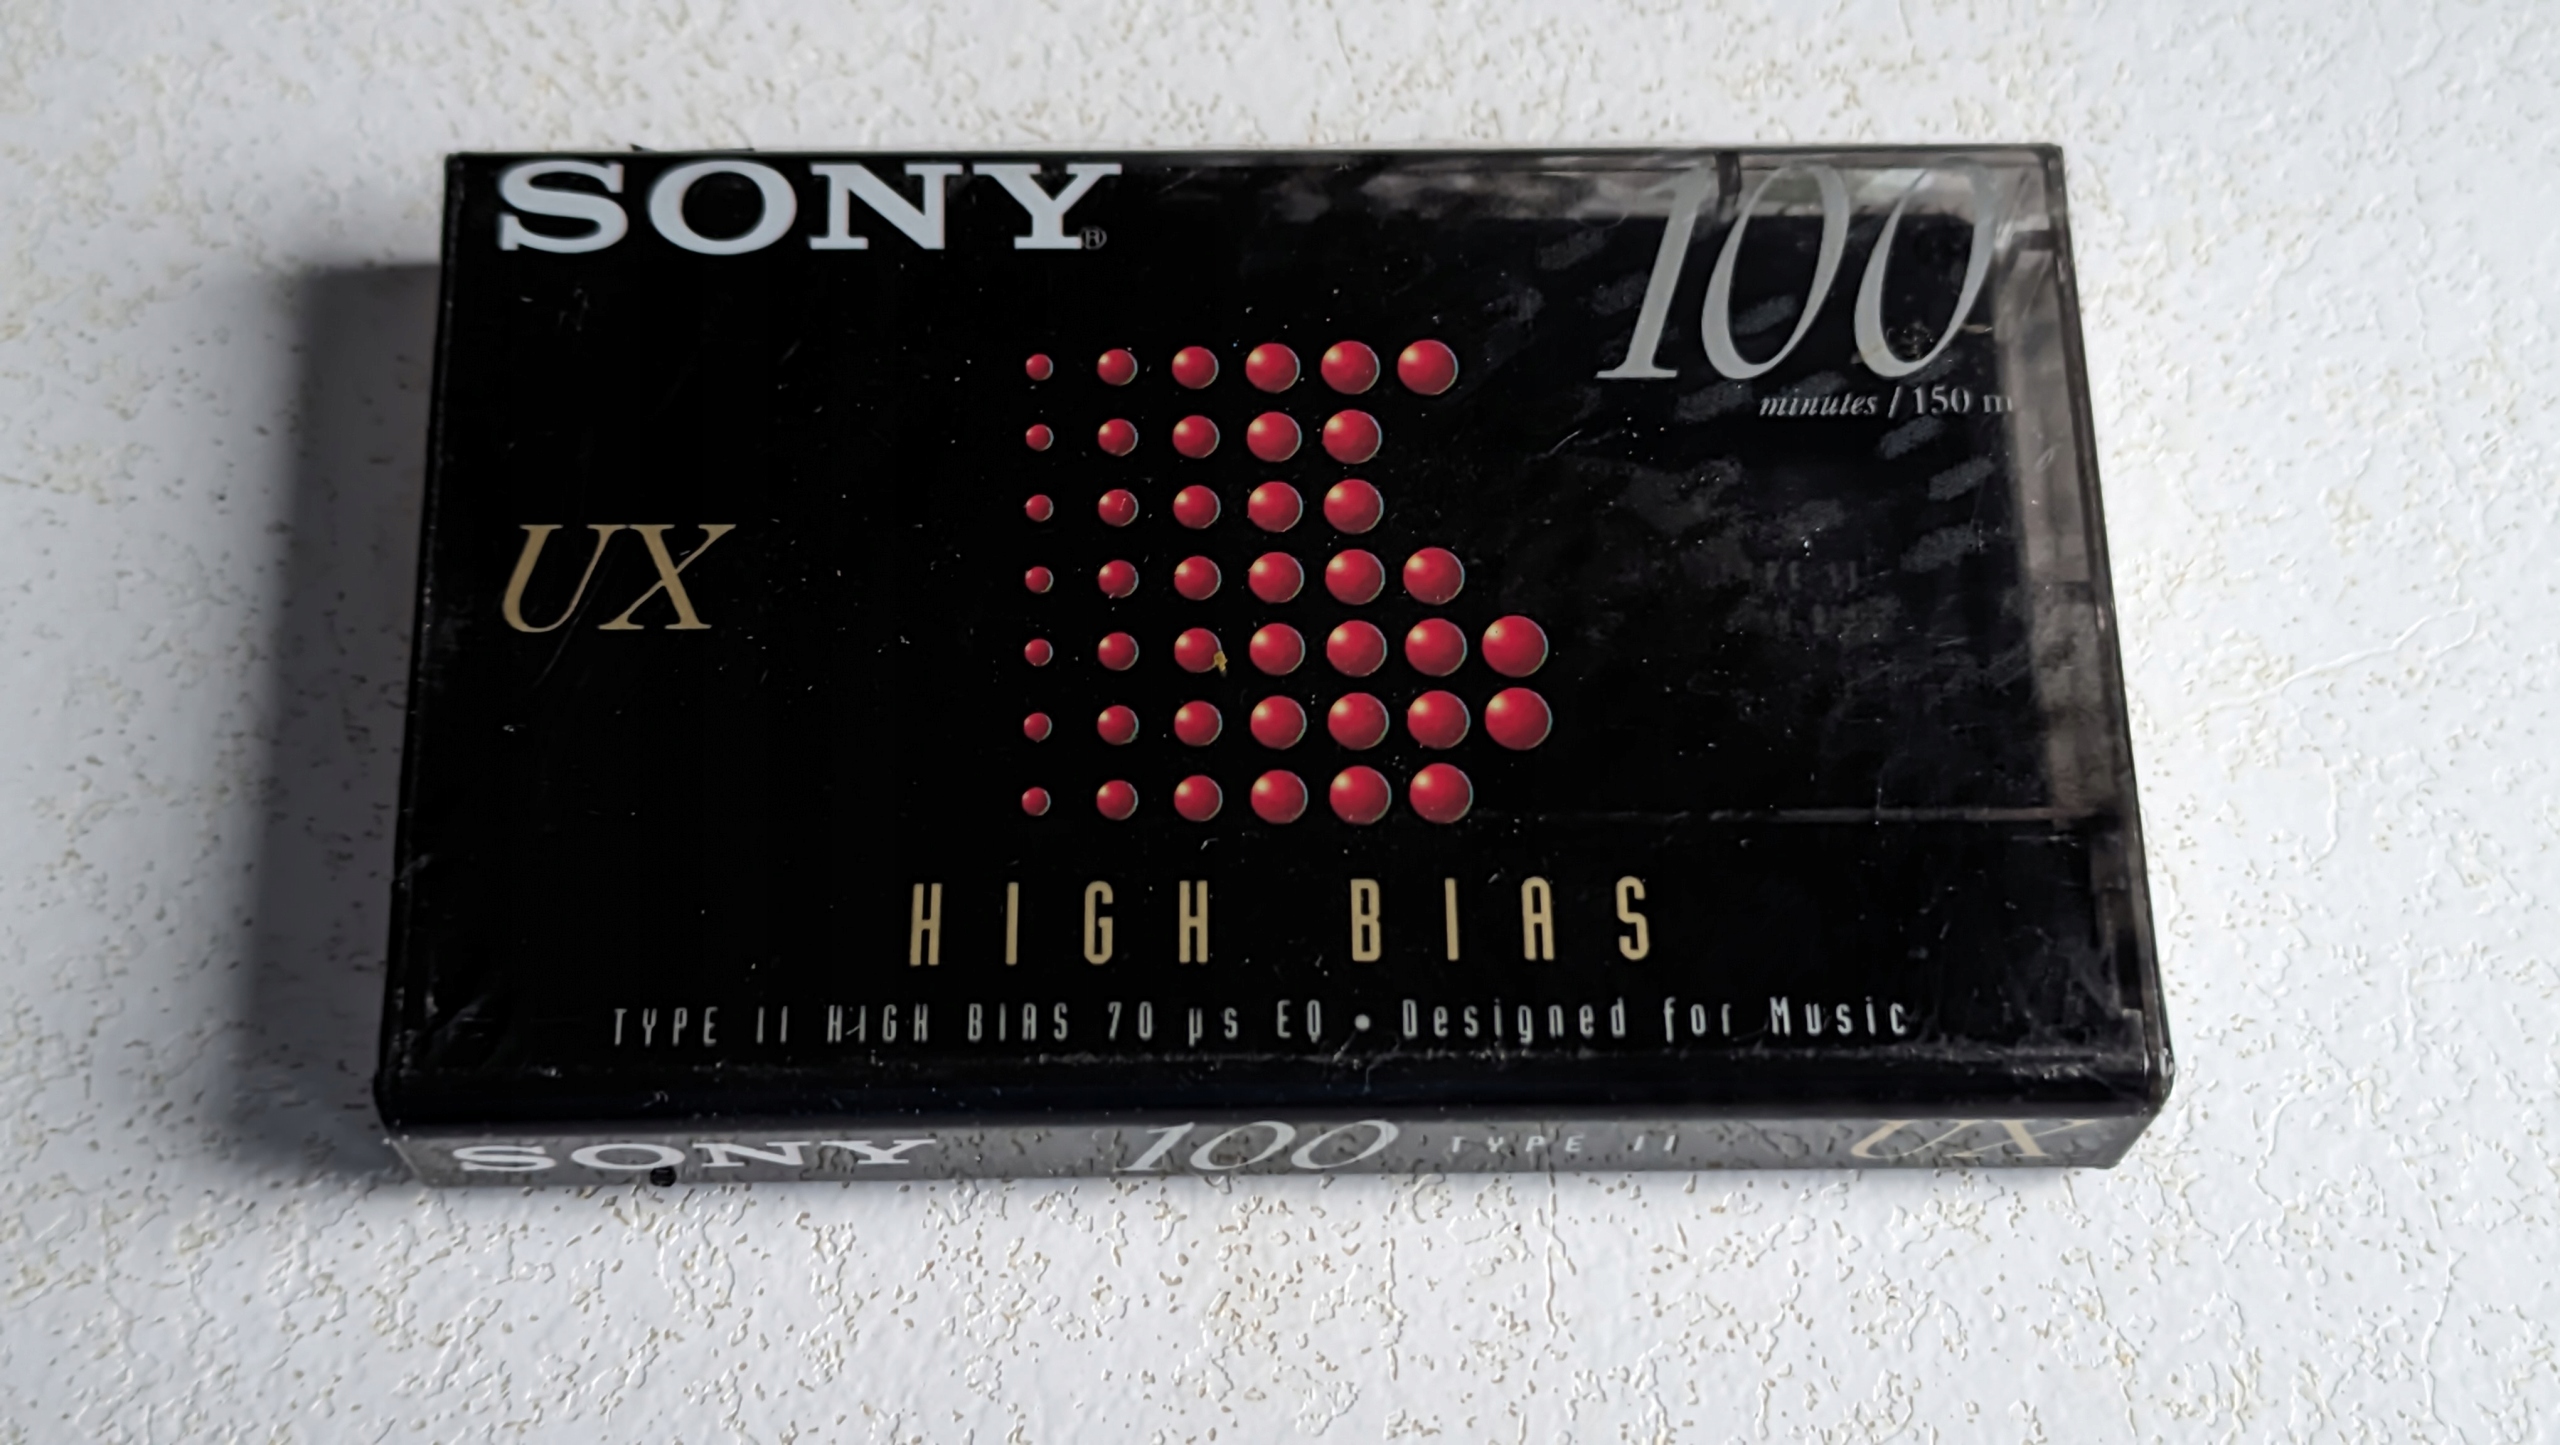 SONY®
100
minutes / 150 m
UX
HIGH BIAS
TYPE II HIGH BIAS 70 µs EQ • Designed for Music
SONY 100 TYPE II UX